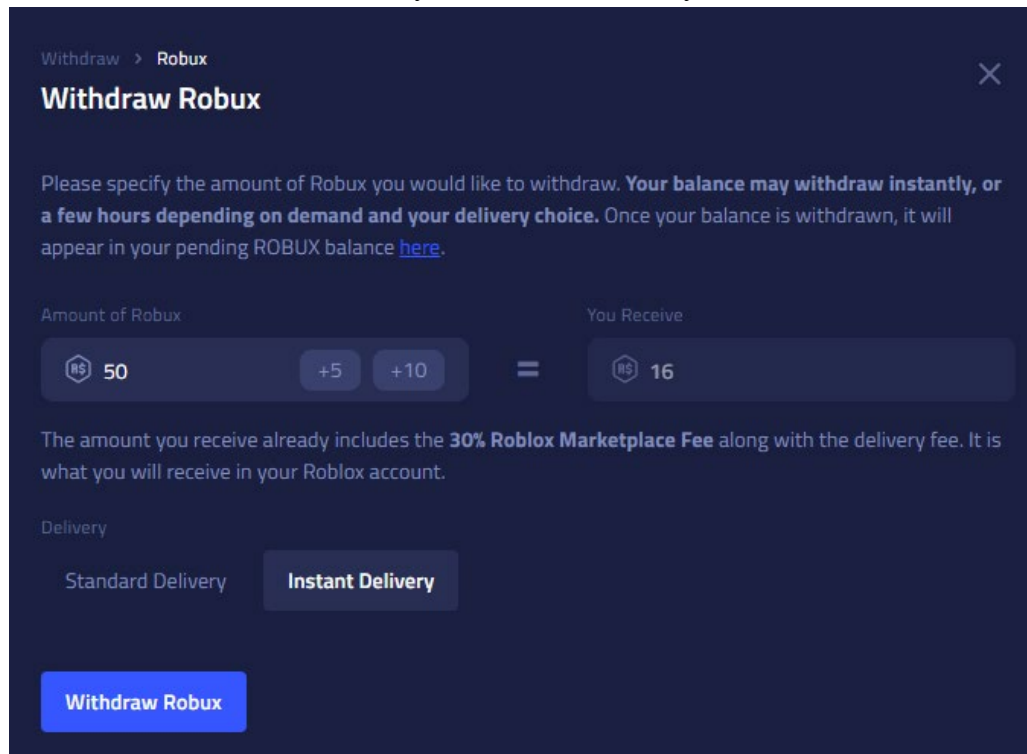 Withdraw > Robux
Withdraw Robux
Please specify the amount of Robux you would like to withdraw. Your balance may withdraw instantly, or
a few hours depending on demand and your delivery choice. Once your balance is withdrawn, it will
appear in your pending ROBUX balance here.
Amount of Robux You Receive
R$ 50 +5 +10 = R$ 16
The amount you receive already includes the 30% Roblox Marketplace Fee along with the delivery fee. It is
what you will receive in your Roblox account.
Delivery
Standard Delivery Instant Delivery
Withdraw Robux